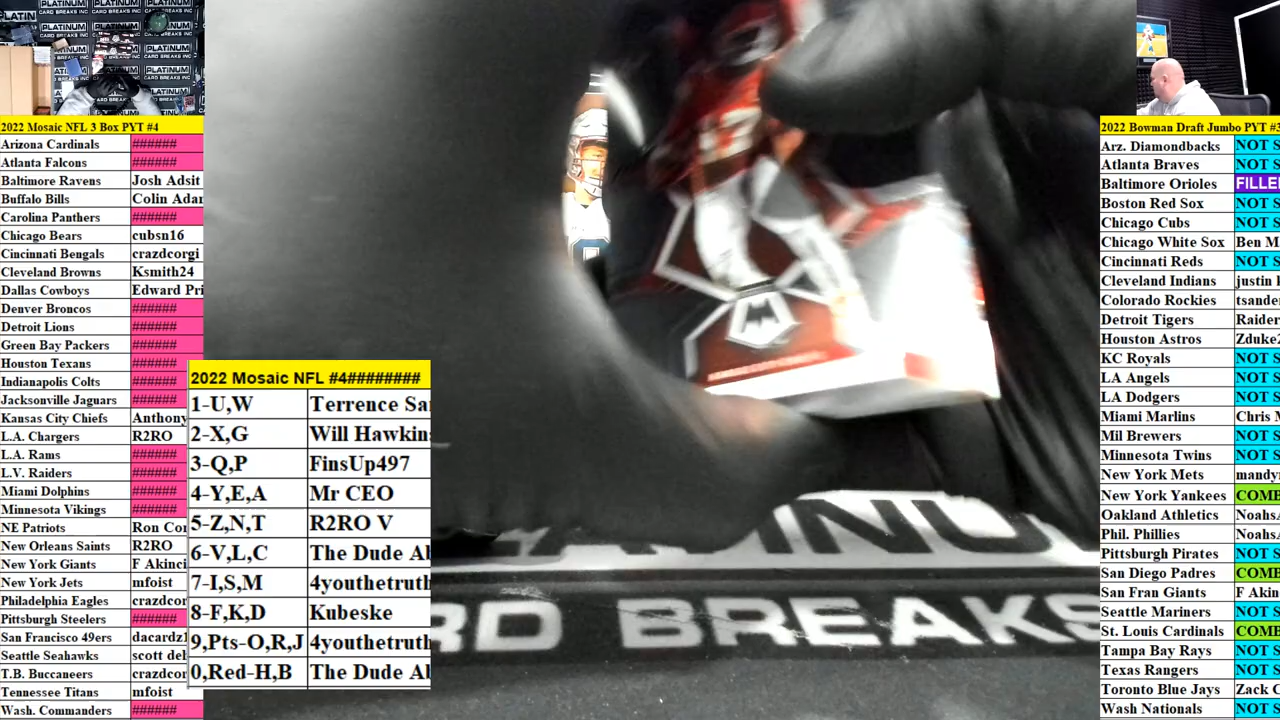 PLATINUM
CARD BREAKS INC
2022 Mosaic NFL 3 Box PYT #4
Arizona Cardinals ######
Atlanta Falcons ######
Baltimore Ravens Josh Adsit
Buffalo Bills Colin Adar
Carolina Panthers ######
Chicago Bears cubsn16
Cincinnati Bengals crazdcorgi
Cleveland Browns Ksmith24
Dallas Cowboys Edward Pri
Denver Broncos ######
Detroit Lions ######
Green Bay Packers ######
Houston Texans ######
Indianapolis Colts ######
Jacksonville Jaguars ######
Kansas City Chiefs Anthony
L.A. Chargers R2RO
L.A. Rams ######
L.V. Raiders ######
Miami Dolphins ######
Minnesota Vikings ######
NE Patriots Ron Cor
New Orleans Saints R2RO
New York Giants F Akinci
New York Jets mfoist
Philadelphia Eagles crazdcor
Pittsburgh Steelers ######
San Francisco 49ers dacardz1
Seattle Seahawks scott del
T.B. Buccaneers crazdcor
Tennessee Titans mfoist
Wash. Commanders ######
2022 Mosaic NFL #4########
1-U,W Terrence Sa
2-X,G Will Hawkin
3-Q,P FinsUp497
4-Y,E,A Mr CEO
5-Z,N,T R2RO V
6-V,L,C The Dude Al
7-I,S,M 4youthetruth
8-F,K,D Kubeske
9,Pts-O,R,J 4youthetruth
0,Red-H,B The Dude Al
17
RD BREAKS
2022 Bowman Draft Jumbo PYT #3
Arz. Diamondbacks NOT S
Atlanta Braves NOT S
Baltimore Orioles FILLE
Boston Red Sox NOT S
Chicago Cubs NOT S
Chicago White Sox Ben M
Cincinnati Reds NOT S
Cleveland Indians justin k
Colorado Rockies tsande
Detroit Tigers Raider
Houston Astros Zduke2
KC Royals NOT S
LA Angels NOT S
LA Dodgers NOT S
Miami Marlins Chris M
Mil Brewers NOT S
Minnesota Twins NOT S
New York Mets mandy
New York Yankees COMB
Oakland Athletics NoahsA
Phil. Phillies NoahsA
Pittsburgh Pirates NOT S
San Diego Padres COMB
San Fran Giants F Akin
Seattle Mariners NOT S
St. Louis Cardinals COMB
Tampa Bay Rays NOT S
Texas Rangers NOT S
Toronto Blue Jays Zack C
Wash Nationals NOT S